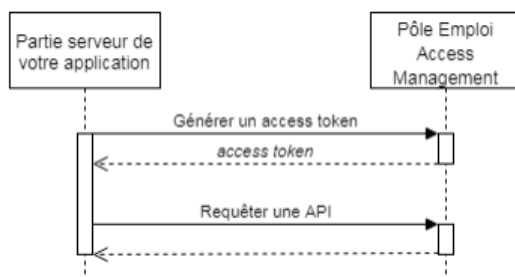 Partie serveur de
votre application
Pôle Emploi
Access
Management
Générer un access token
access token
Requêter une API